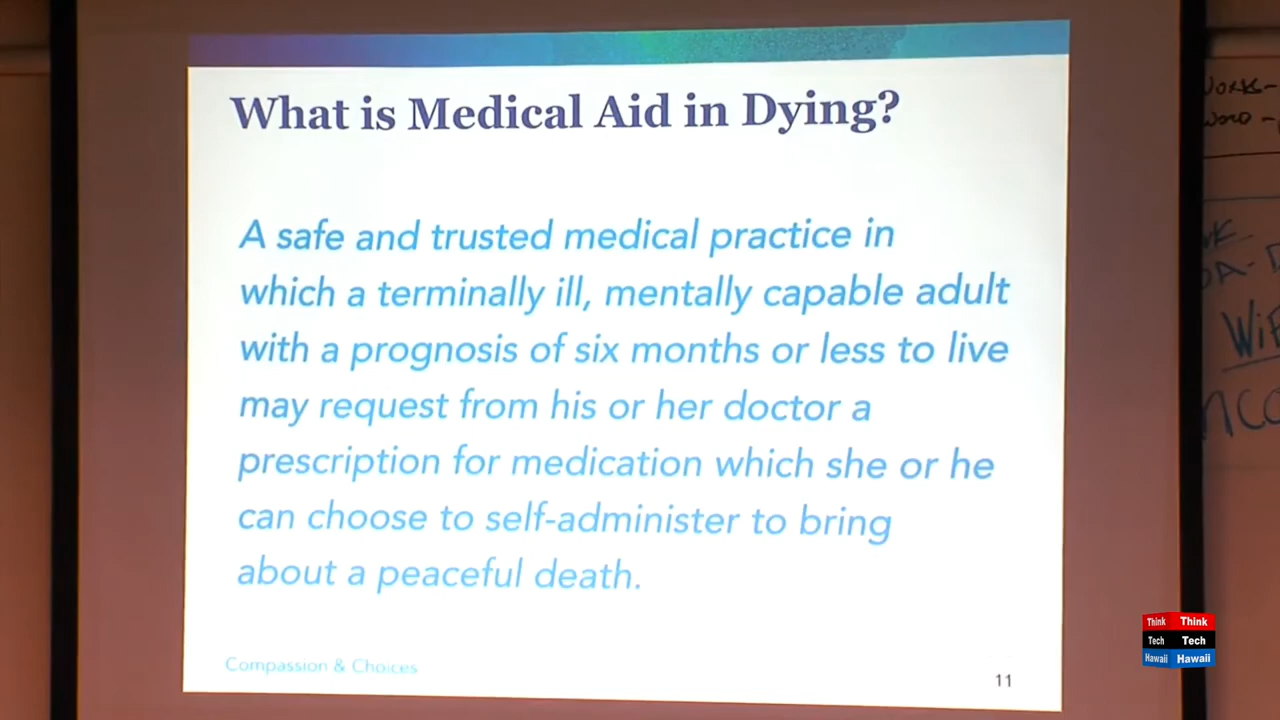 What is Medical Aid in Dying?
A safe and trusted medical practice in
which a terminally ill, mentally capable adult
with a prognosis of six months or less to live
may request from his or her doctor a
prescription for medication which she or he
can choose to self-administer to bring
about a peaceful death.
Compassion & Choices
11
Think Think
Tech Tech
Hawaii Hawaii